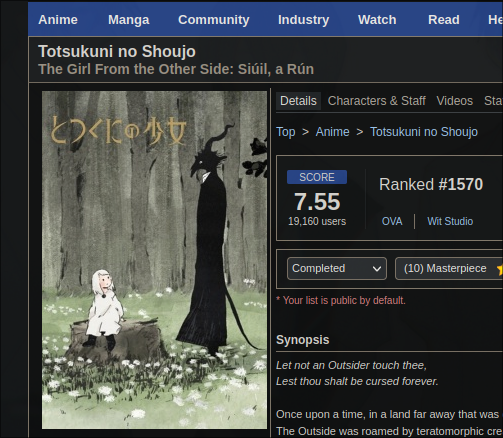 Anime Manga Community Industry Watch Read He
Totsukuni no Shoujo
The Girl From the Other Side: Siúil, a Rún
とつくにの少女
Details Characters & Staff Videos Sta
Top > Anime > Totsukuni no Shoujo
SCORE
7.55
19,160 users
Ranked #1570
OVA Wit Studio
Completed (10) Masterpiece
* Your list is public by default.
Synopsis
Let not an Outsider touch thee,
Lest thou shalt be cursed forever.
Once upon a time, in a land far away that was
The Outside was roamed by teratomorphic cre